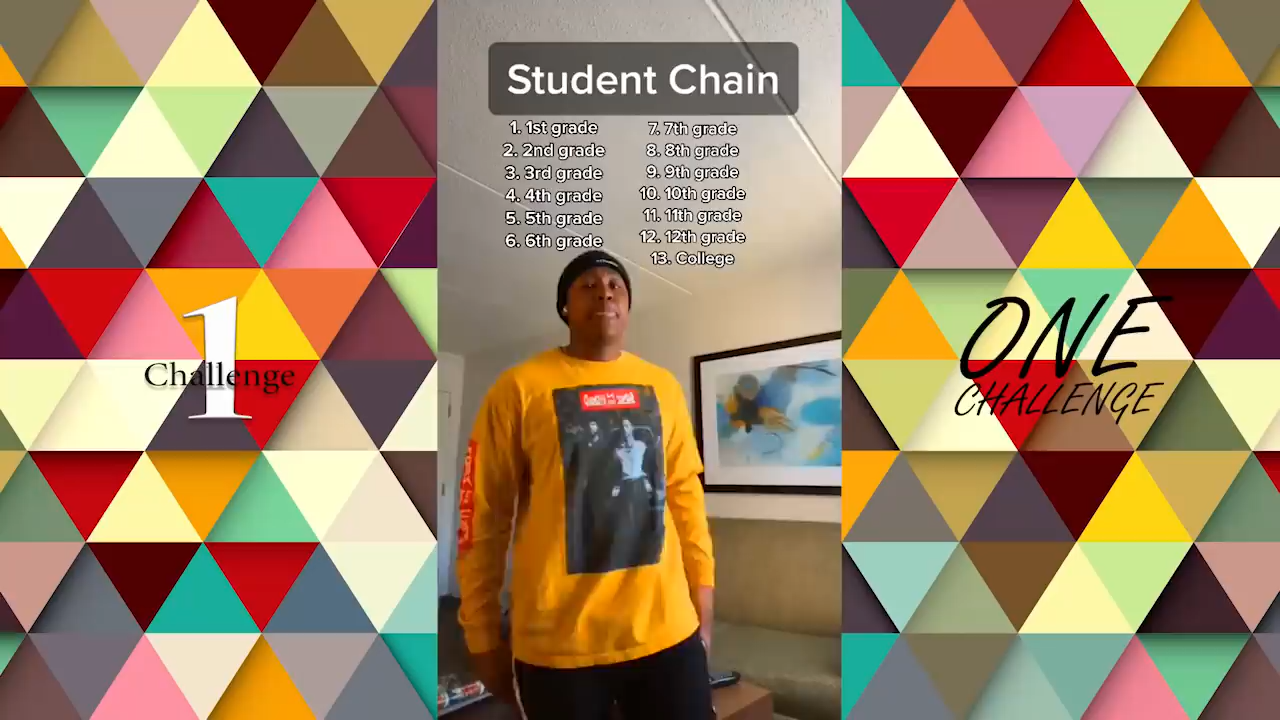 Student Chain
1. 1st grade
2. 2nd grade
3. 3rd grade
4. 4th grade
5. 5th grade
6. 6th grade
7. 7th grade
8. 8th grade
9. 9th grade
10. 10th grade
11. 11th grade
12. 12th grade
13. College
1
Challenge
ONE
CHALLENGE